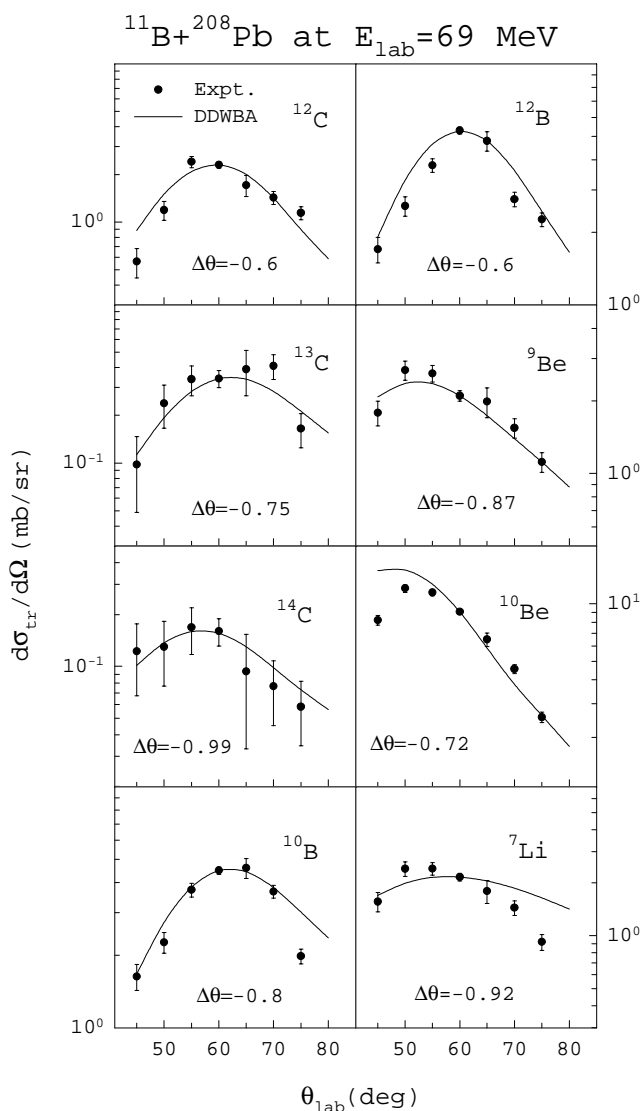 ¹¹B+²⁰⁸Pb at E_lab=69 MeV
Expt.
DDWBA
¹²C
¹²B
10⁰
Δθ=-0.6
Δθ=-0.6
10⁰
¹³C
⁹Be
10⁻¹
10⁰
Δθ=-0.75
Δθ=-0.87
dσ_tr/dΩ (mb/sr)
¹⁴C
¹⁰Be
10¹
10⁻¹
Δθ=-0.99
Δθ=-0.72
¹⁰B
⁷Li
10⁰
Δθ=-0.8
Δθ=-0.92
10⁰
50 60 70 80 50 60 70 80
θ_lab(deg)